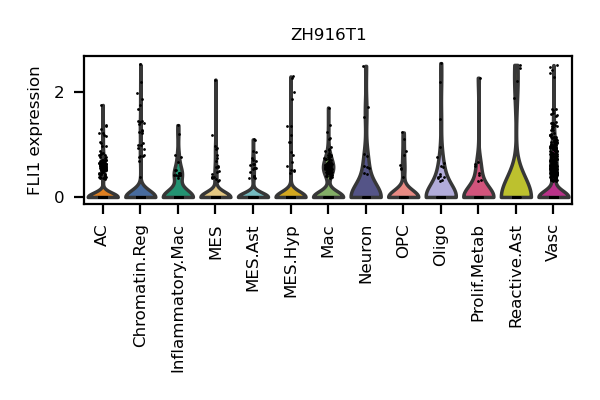 ZH916T1
FLI1 expression
2
0
AC
Chromatin.Reg
Inflammatory.Mac
MES
MES.Ast
MES.Hyp
Mac
Neuron
OPC
Oligo
Prolif.Metab
Reactive.Ast
Vasc